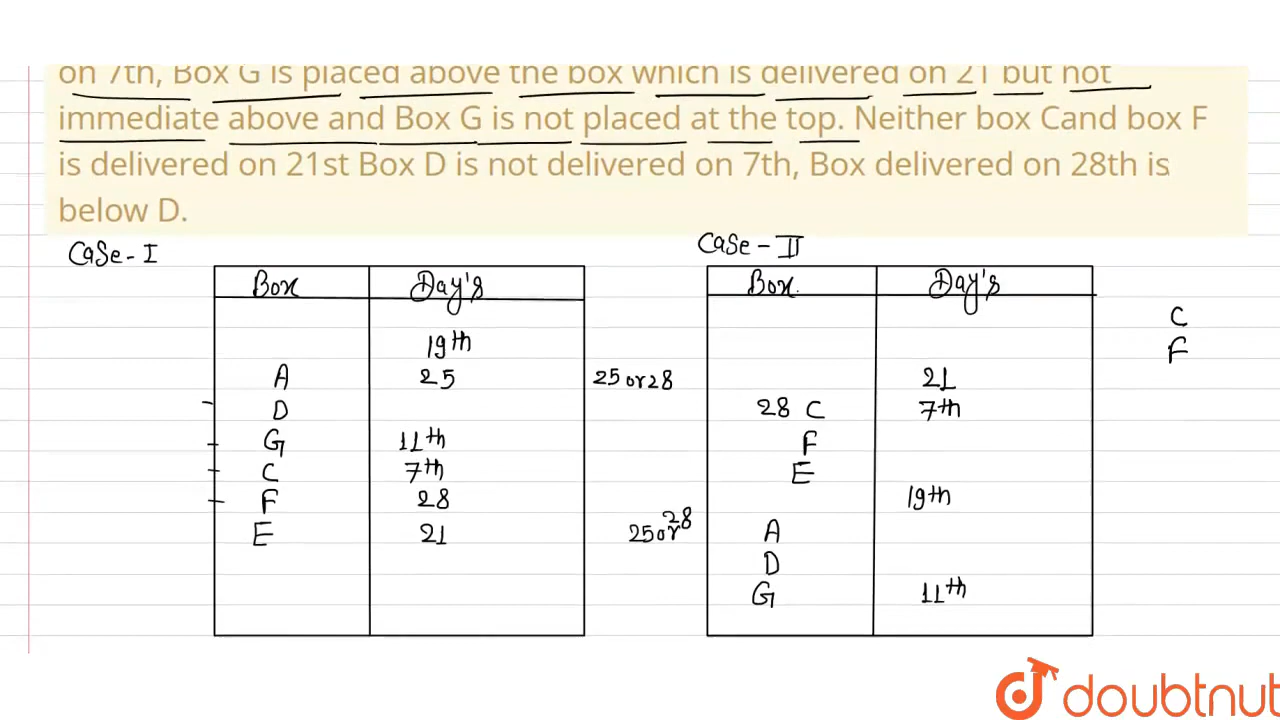 on 7th, Box G is placed above the box which is delivered on 21 but not
immediate above and Box G is not placed at the top. Neither box Cand box F
is delivered on 21st Box D is not delivered on 7th, Box delivered on 28th is
below D.
Case-I Case-II
Box Day's Box. Day's
C
19th F
A 25 25 or 28 21
D 28 C 7th
G 11th F
C 7th E
F 28 19th
E 21 25 or 28 A
D
G 11th
doubtnut